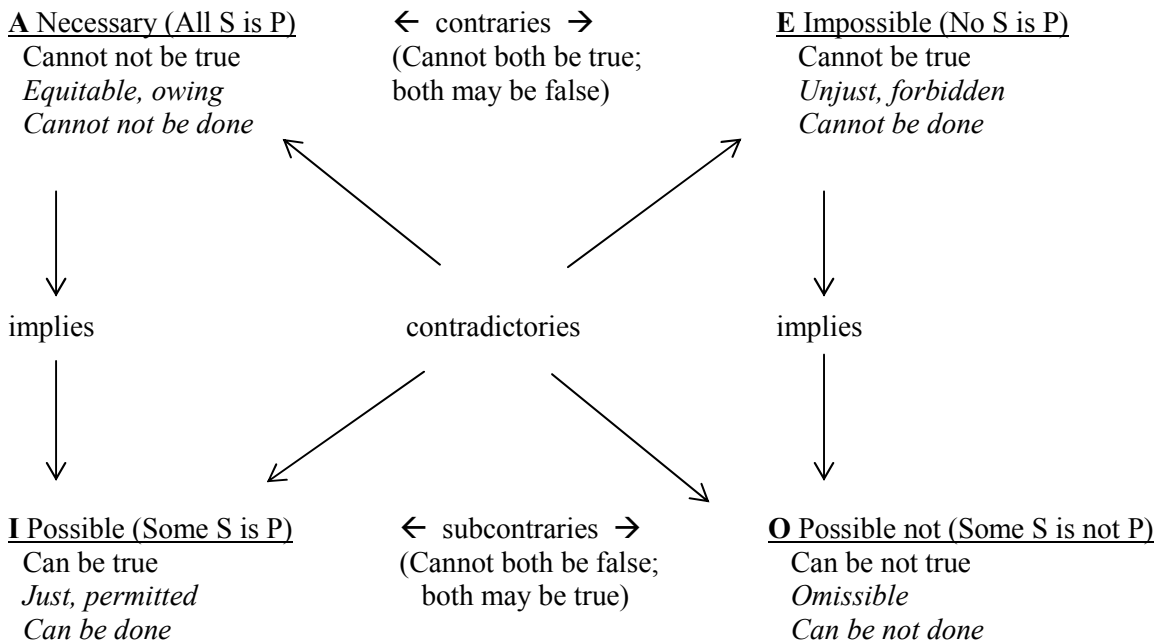 A Necessary (All S is P)
Cannot not be true
Equitable, owing
Cannot not be done
← contraries →
(Cannot both be true;
both may be false)
E Impossible (No S is P)
Cannot be true
Unjust, forbidden
Cannot be done
implies
contradictories
implies
I Possible (Some S is P)
Can be true
Just, permitted
Can be done
← subcontraries →
(Cannot both be false;
both may be true)
O Possible not (Some S is not P)
Can be not true
Omissible
Can be not done